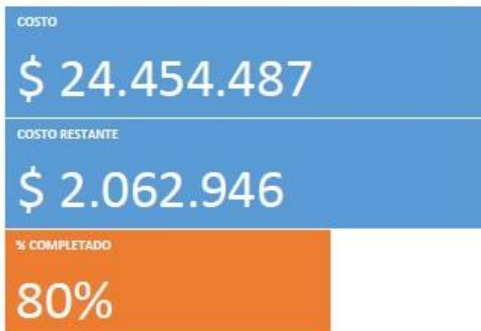 COSTO
$ 24.454.487
COSTO RESTANTE
$ 2.062.946
% COMPLETADO
80%